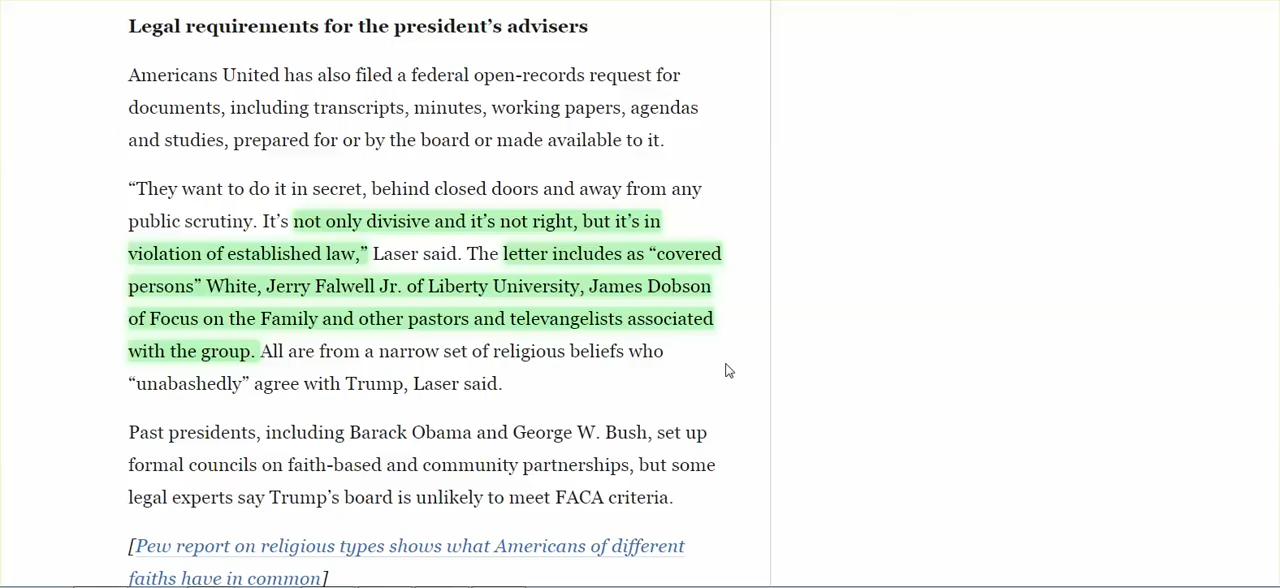 Legal requirements for the president’s advisers
Americans United has also filed a federal open-records request for
documents, including transcripts, minutes, working papers, agendas
and studies, prepared for or by the board or made available to it.
“They want to do it in secret, behind closed doors and away from any
public scrutiny. It’s not only divisive and it’s not right, but it’s in
violation of established law,” Laser said. The letter includes as “covered
persons” White, Jerry Falwell Jr. of Liberty University, James Dobson
of Focus on the Family and other pastors and televangelists associated
with the group. All are from a narrow set of religious beliefs who
“unabashedly” agree with Trump, Laser said.
Past presidents, including Barack Obama and George W. Bush, set up
formal councils on faith-based and community partnerships, but some
legal experts say Trump’s board is unlikely to meet FACA criteria.
[Pew report on religious types shows what Americans of different
faiths have in common]